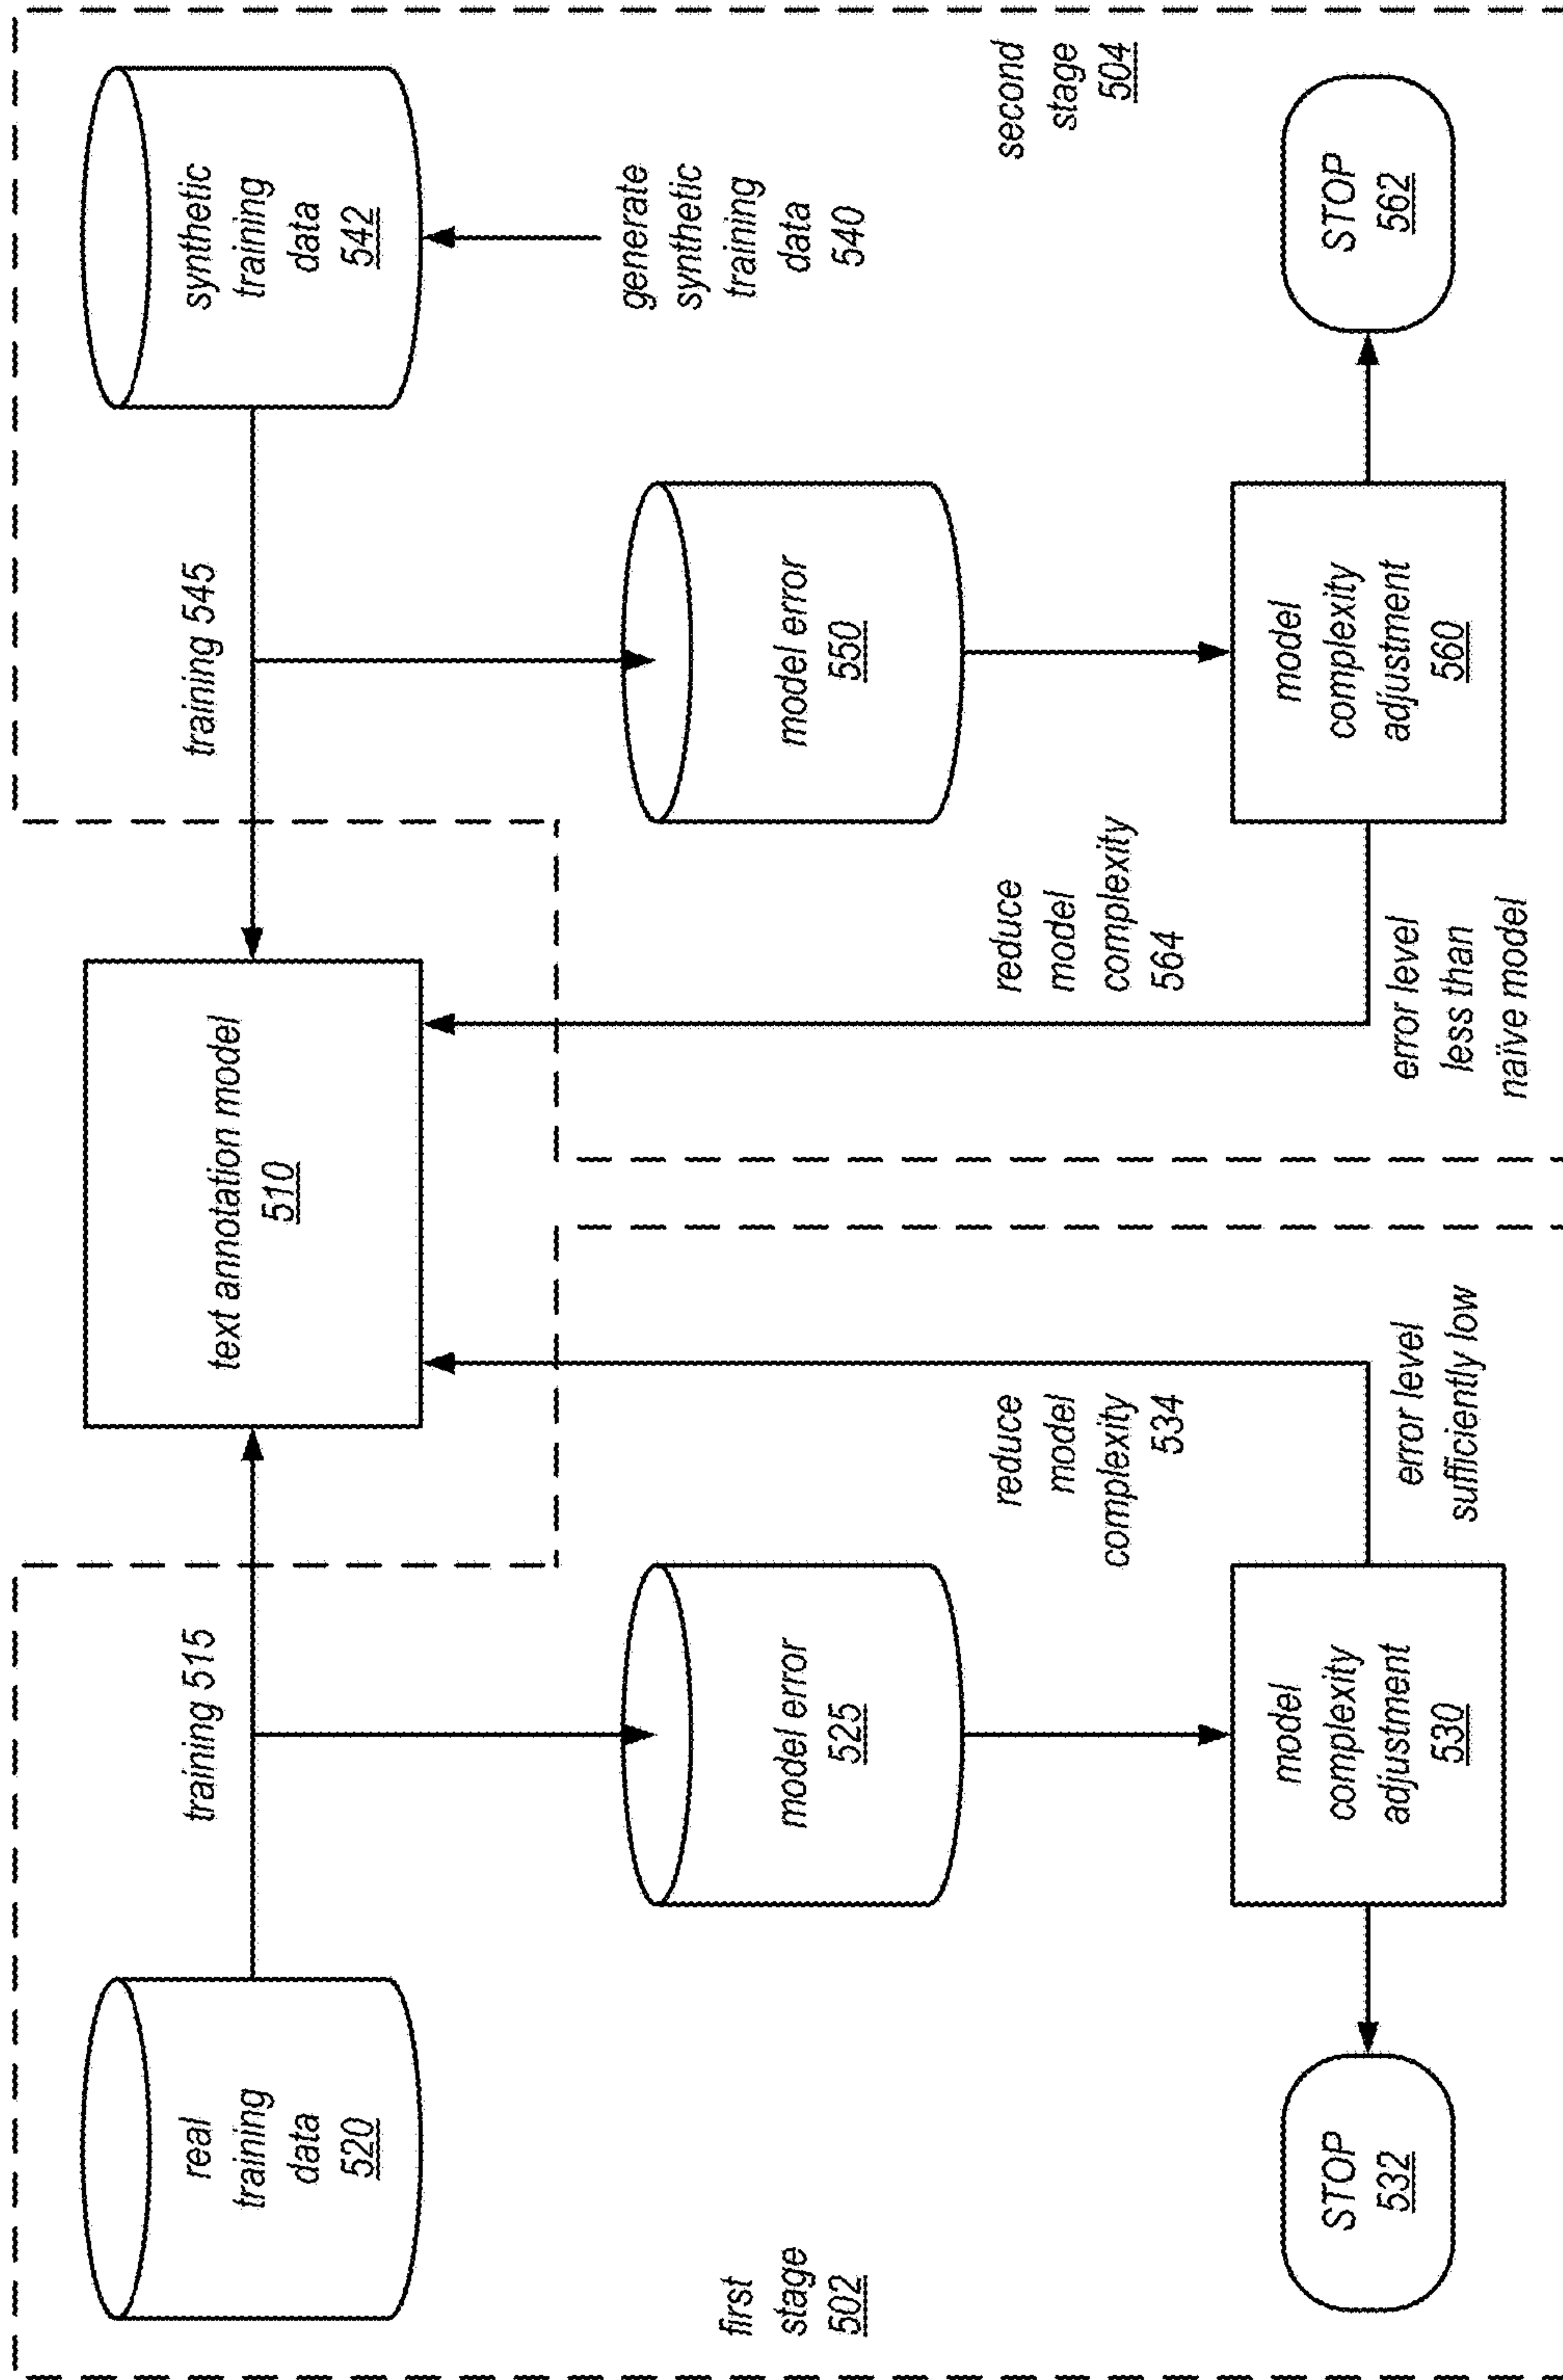 real
training
data
520
training 515
text annotation model
510
training 545
synthetic
training
data
542
generate
synthetic
training
data
540
first
stage
502
model error
525
reduce
model
complexity
534
reduce
model
complexity
564
model error
550
second
stage
504
STOP
532
model
complexity
adjustment
530
error level
sufficiently low
error level
less than
naïve model
model
complexity
adjustment
560
STOP
562